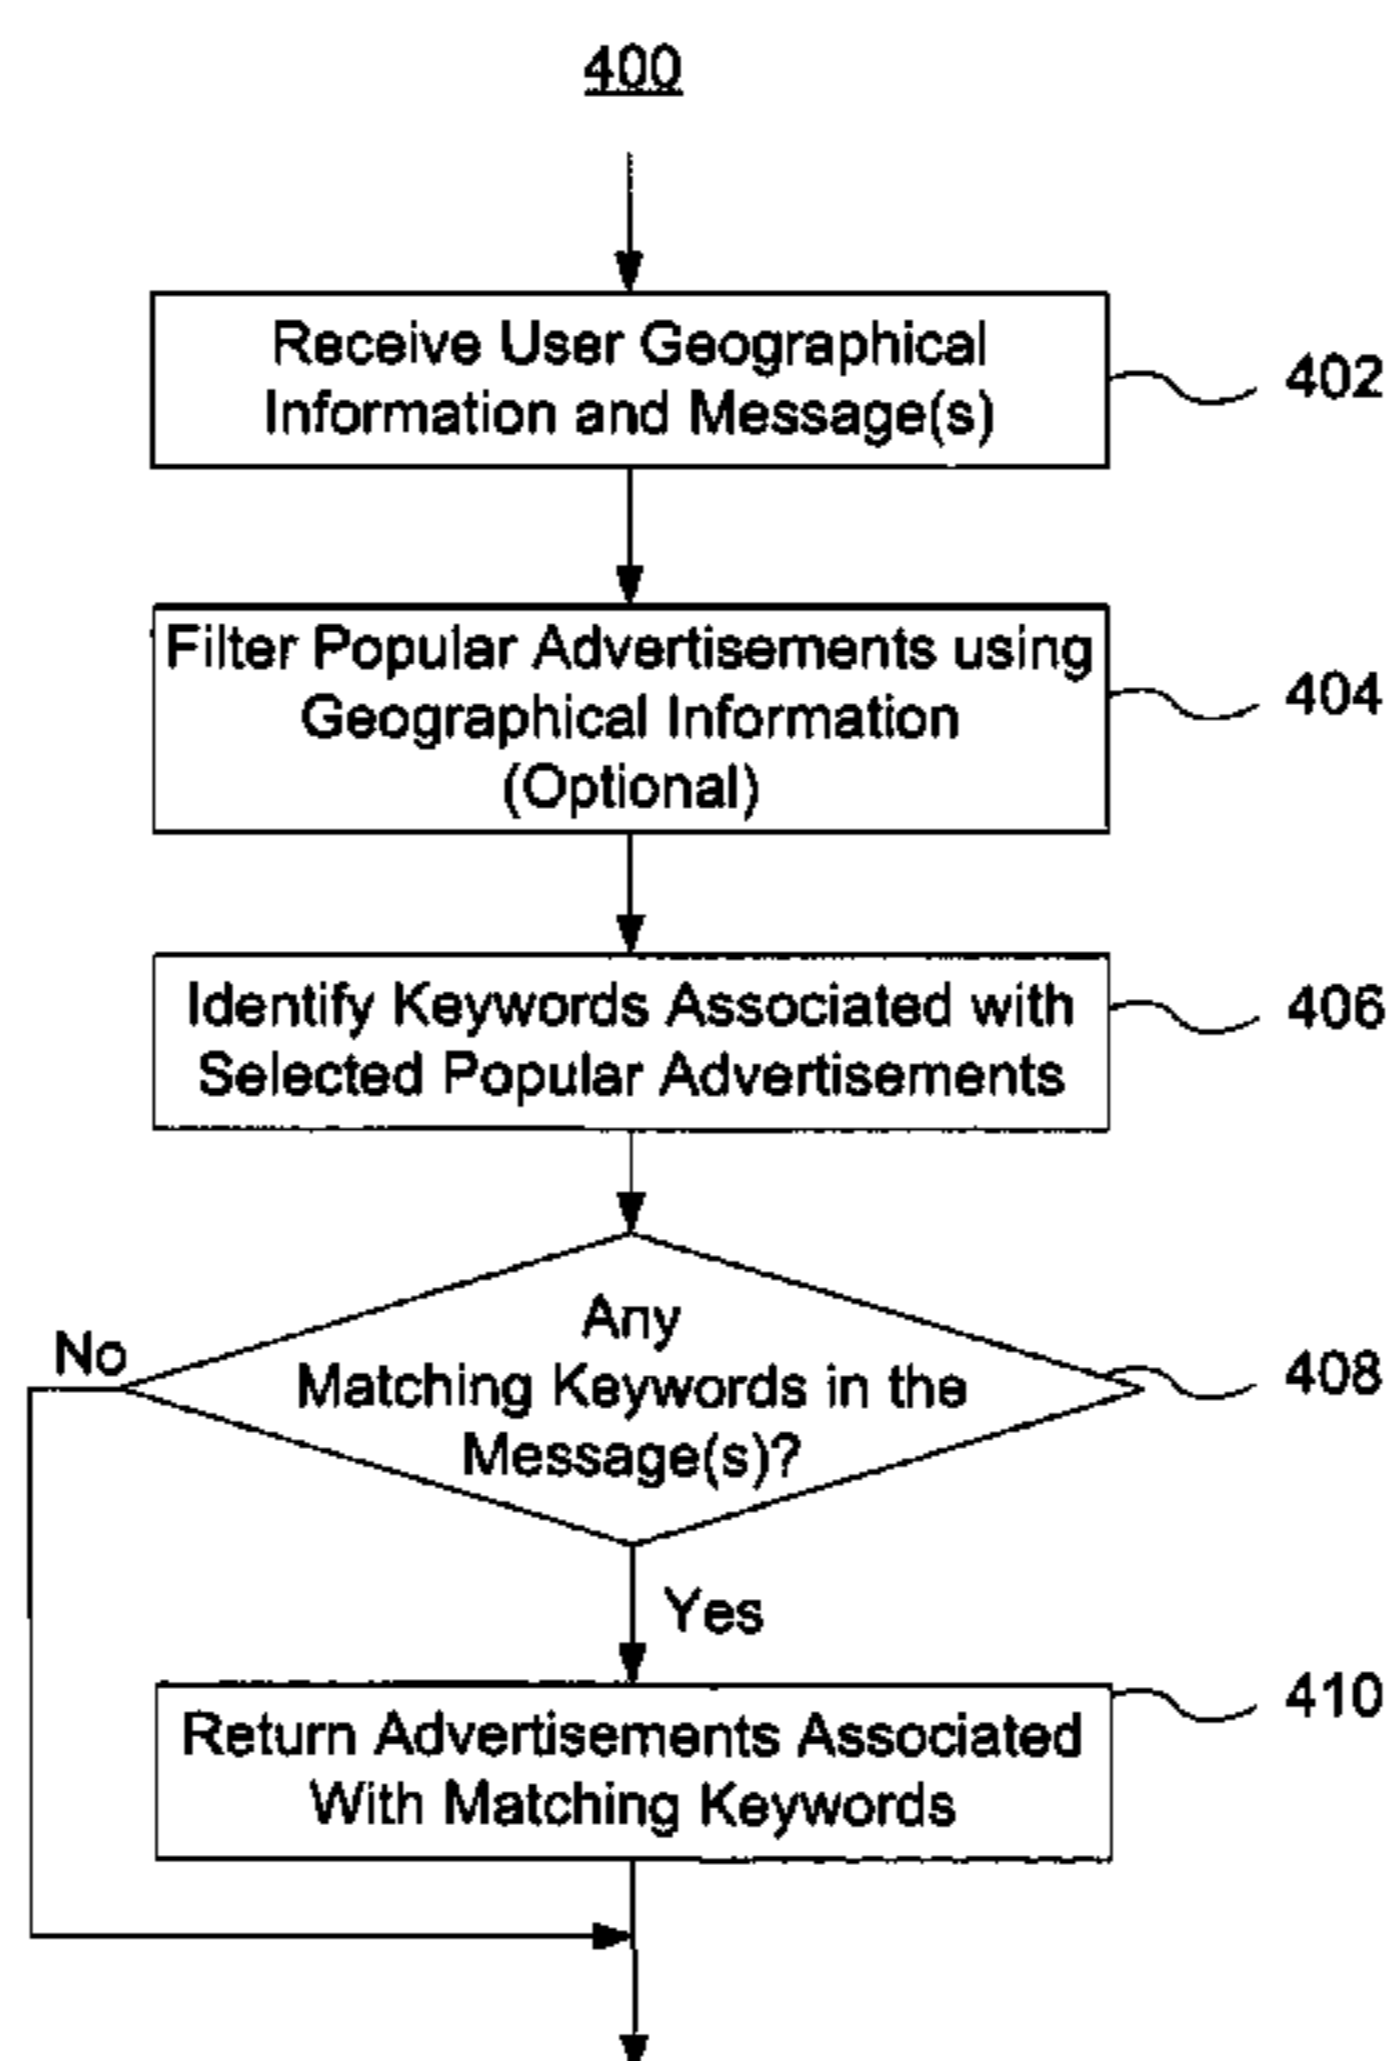 400
Receive User Geographical
Information and Message(s)
402
Filter Popular Advertisements using
Geographical Information
(Optional)
404
Identify Keywords Associated with
Selected Popular Advertisements
406
Any
Matching Keywords in the
Message(s)?
408
No
Yes
Return Advertisements Associated
With Matching Keywords
410